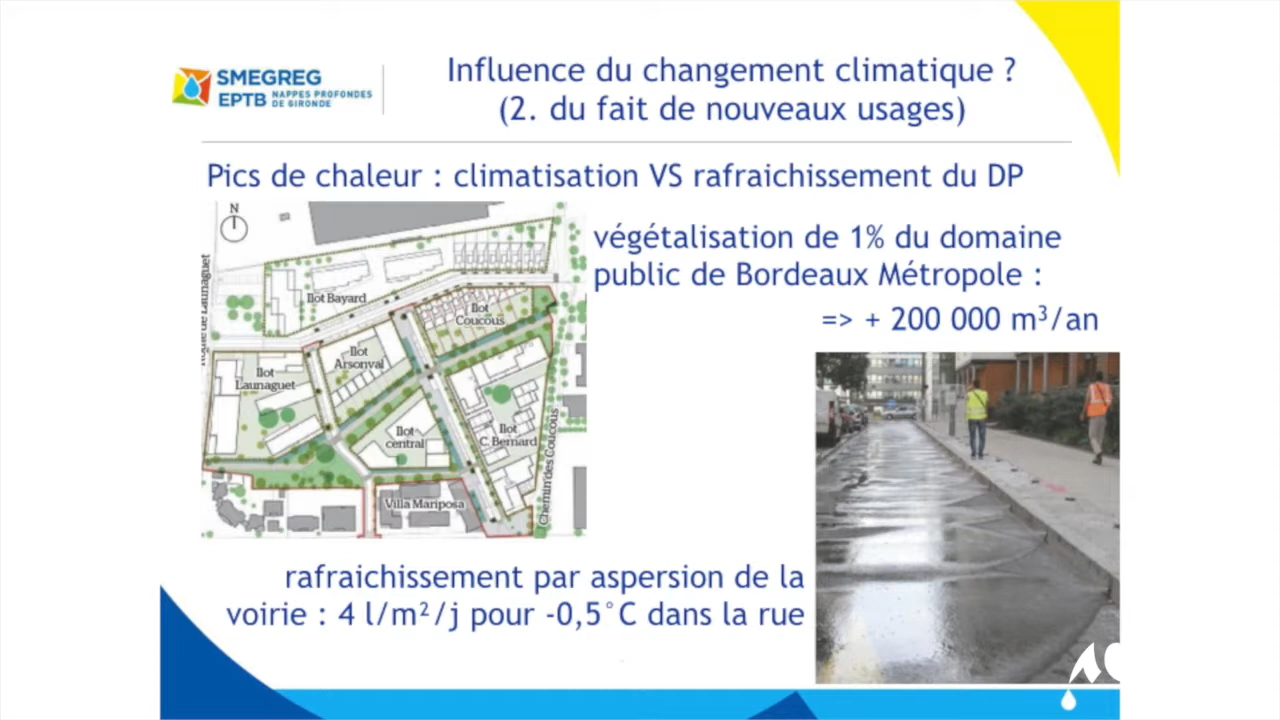 SMEGREG
EPTB NAPPES PROFONDES
DE GIRONDE
Influence du changement climatique ?
(2. du fait de nouveaux usages)
Pics de chaleur : climatisation VS rafraichissement du DP
N
Route de Launaguet
Ilot Bayard
Ilot
Coucous
Ilot
Arsonval
Ilot
Launaguet
Ilot
central
Ilot
C. Bernard
Chemin des Coucous
Villa Mariposa
végétalisation de 1% du domaine
public de Bordeaux Métropole :
=> + 200 000 m³/an
rafraichissement par aspersion de la
voirie : 4 l/m²/j pour -0,5°C dans la rue